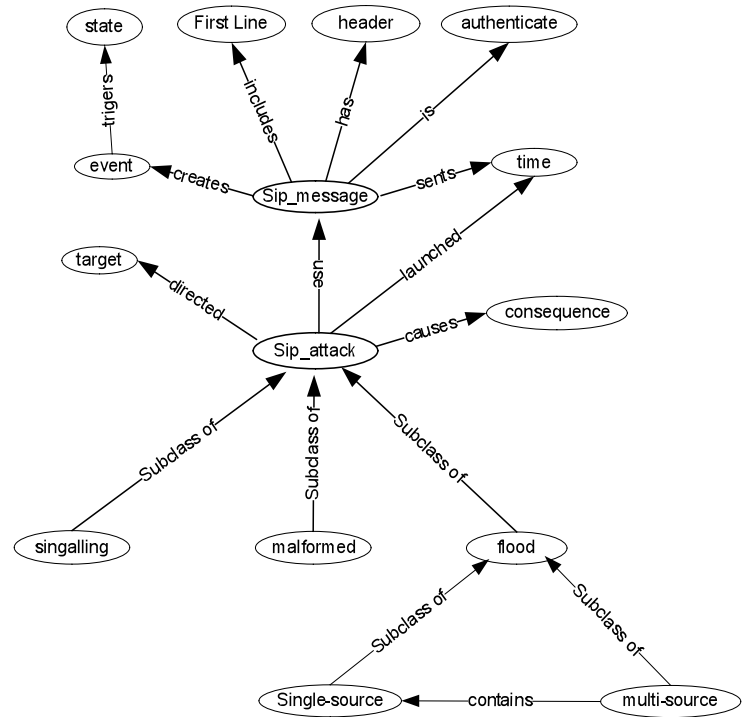 state
First Line
header
authenticate
trigers
includes
has
is
event
creates
Sip_message
sents
time
target
directed
use
launched
Sip_attack
causes
consequence
Subclass of
Subclass of
Subclass of
singalling
malformed
flood
Subclass of
Subclass of
Single-source
contains
multi-source